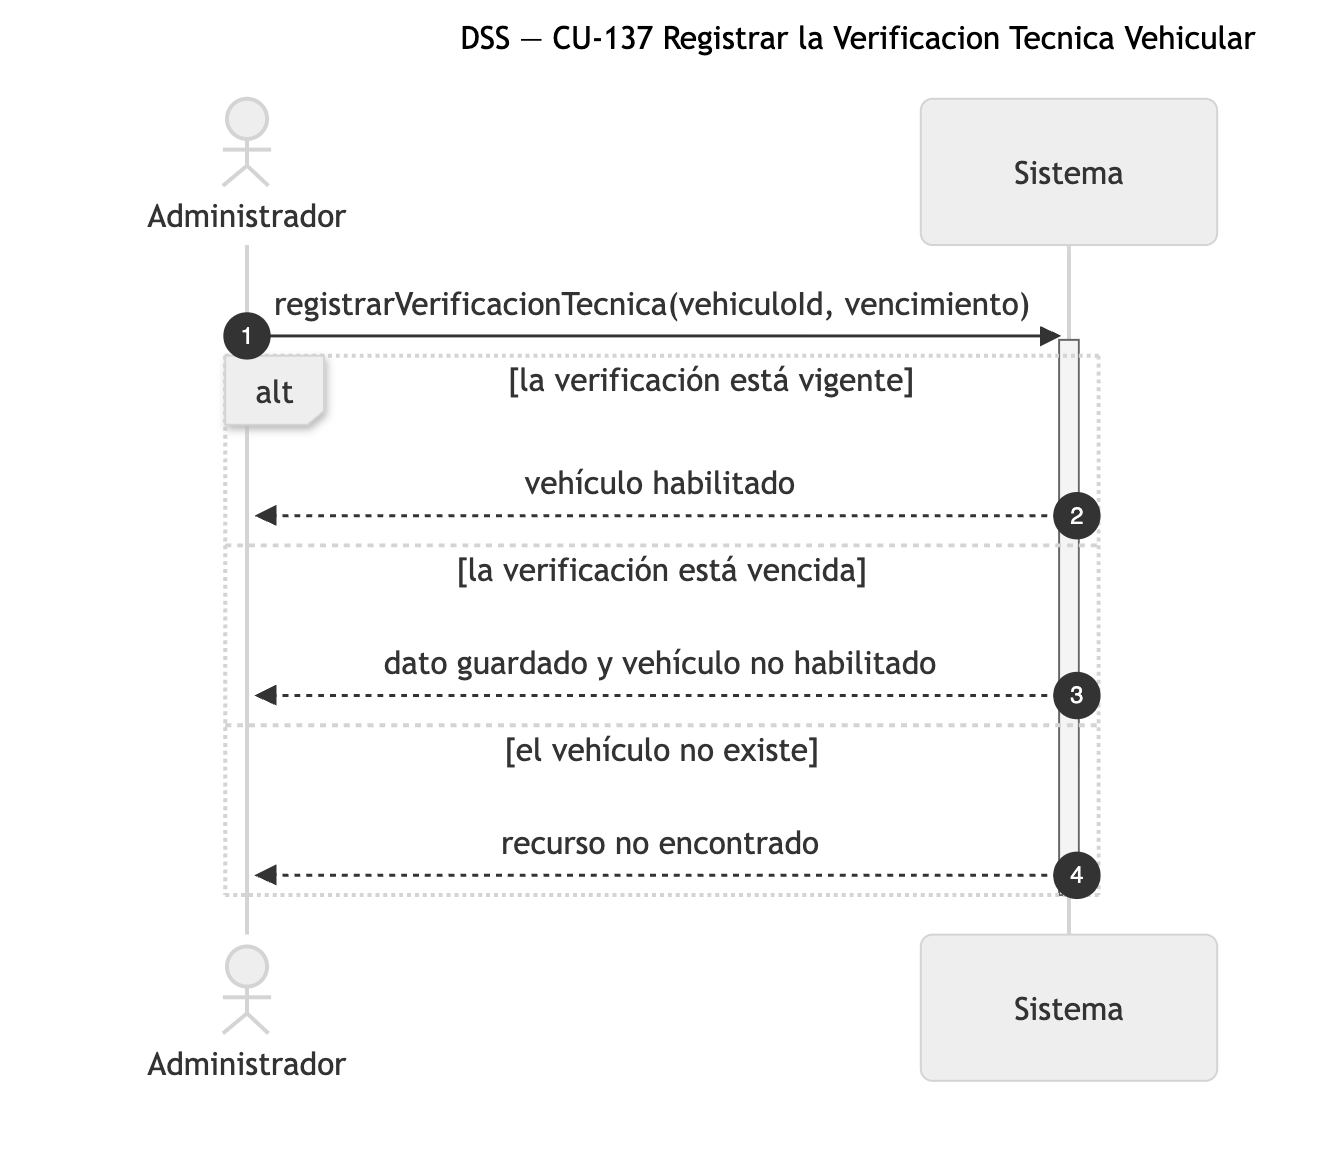 DSS — CU-137 Registrar la Verificacion Tecnica Vehicular
Administrador
Sistema
registrarVerificacionTecnica(vehiculoId, vencimiento)
1
alt
[la verificación está vigente]
vehículo habilitado
2
[la verificación está vencida]
dato guardado y vehículo no habilitado
3
[el vehículo no existe]
recurso no encontrado
4
Administrador
Sistema